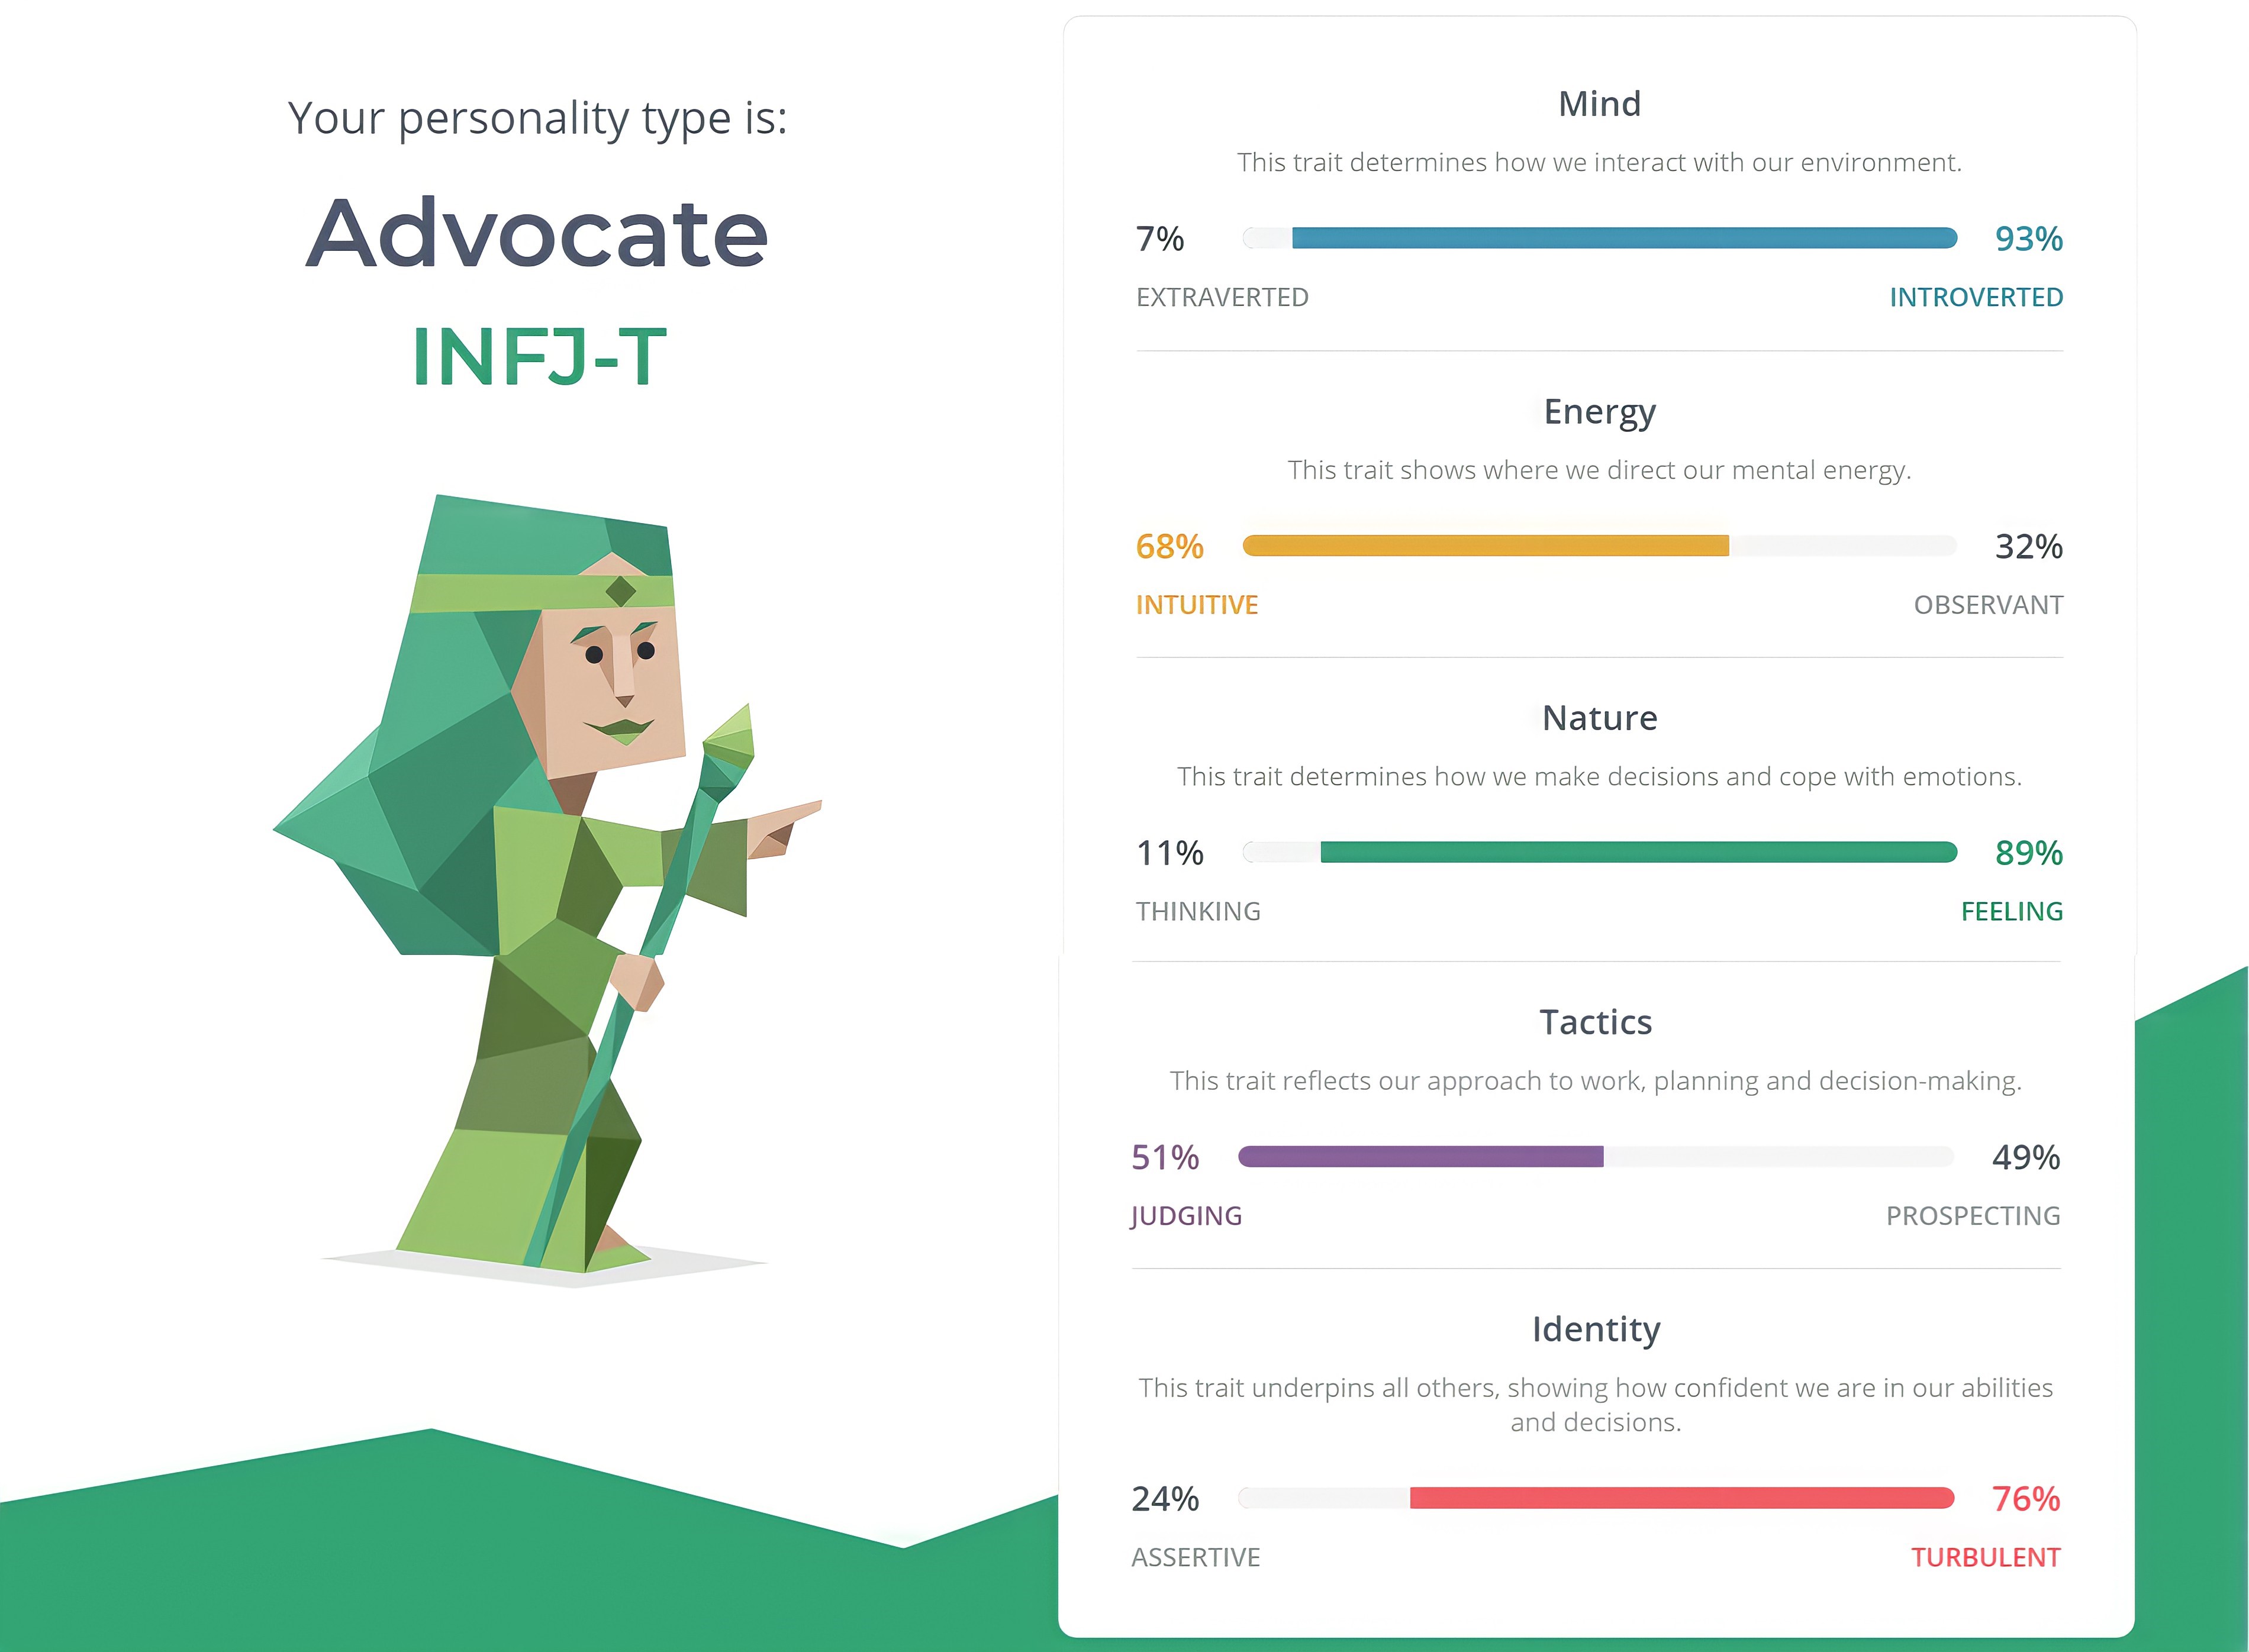 Your personality type is:
Advocate
INFJ-T
Mind
This trait determines how we interact with our environment.
7% 93%
EXTRAVERTED INTROVERTED
Energy
This trait shows where we direct our mental energy.
68% 32%
INTUITIVE OBSERVANT
Nature
This trait determines how we make decisions and cope with emotions.
11% 89%
THINKING FEELING
Tactics
This trait reflects our approach to work, planning and decision-making.
51% 49%
JUDGING PROSPECTING
Identity
This trait underpins all others, showing how confident we are in our abilities
and decisions.
24% 76%
ASSERTIVE TURBULENT